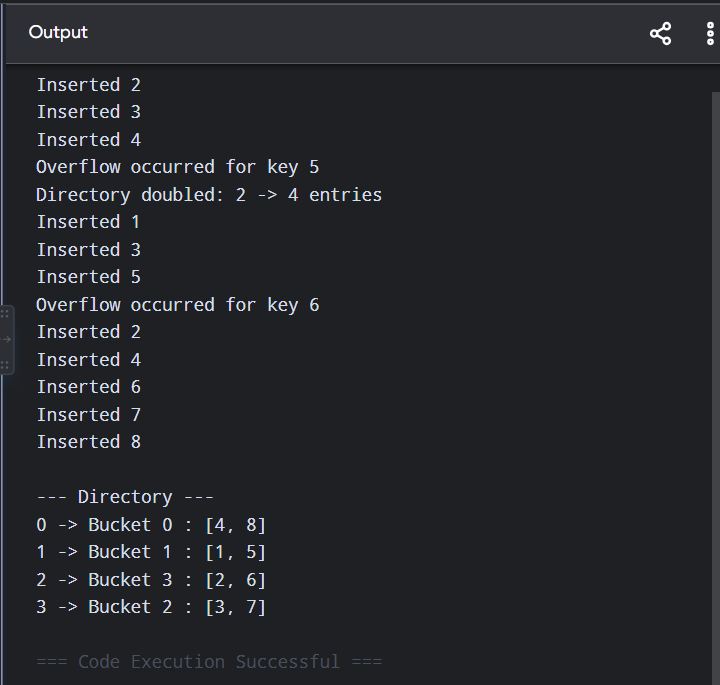 Output
Inserted 2
Inserted 3
Inserted 4
Overflow occurred for key 5
Directory doubled: 2 -> 4 entries
Inserted 1
Inserted 3
Inserted 5
Overflow occurred for key 6
Inserted 2
Inserted 4
Inserted 6
Inserted 7
Inserted 8
--- Directory ---
0 -> Bucket 0 : [4, 8]
1 -> Bucket 1 : [1, 5]
2 -> Bucket 3 : [2, 6]
3 -> Bucket 2 : [3, 7]
=== Code Execution Successful ===